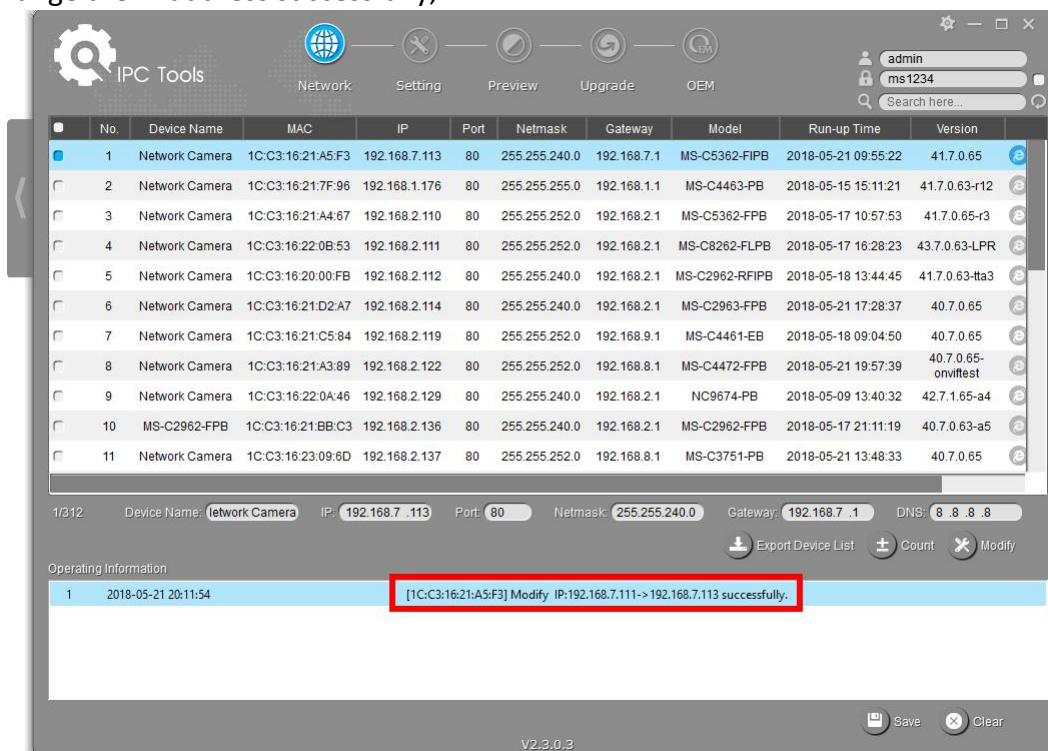 IPC Tools
Network Setting Preview Upgrade OEM
admin
ms1234
Search here...
No. Device Name MAC IP Port Netmask Gateway Model Run-up Time Version
1 Network Camera 1C:C3:16:21:A5:F3 192.168.7.113 80 255.255.240.0 192.168.7.1 MS-C5362-FIPB 2018-05-21 09:55:22 41.7.0.65
2 Network Camera 1C:C3:16:21:7F:96 192.168.1.176 80 255.255.255.0 192.168.1.1 MS-C4463-PB 2018-05-15 15:11:21 41.7.0.63-r12
3 Network Camera 1C:C3:16:21:A4:67 192.168.2.110 80 255.255.252.0 192.168.2.1 MS-C5362-FPB 2018-05-17 10:57:53 41.7.0.65-r3
4 Network Camera 1C:C3:16:22:0B:53 192.168.2.111 80 255.255.252.0 192.168.2.1 MS-C8262-FLPB 2018-05-17 16:28:23 43.7.0.63-LPR
5 Network Camera 1C:C3:16:20:00:FB 192.168.2.112 80 255.255.240.0 192.168.2.1 MS-C2962-RFIPB 2018-05-18 13:44:45 41.7.0.63-tta3
6 Network Camera 1C:C3:16:21:D2:A7 192.168.2.114 80 255.255.240.0 192.168.2.1 MS-C2963-FPB 2018-05-21 17:28:37 40.7.0.65
7 Network Camera 1C:C3:16:21:C5:84 192.168.2.119 80 255.255.252.0 192.168.9.1 MS-C4461-EB 2018-05-18 09:04:50 40.7.0.65
8 Network Camera 1C:C3:16:21:A3:89 192.168.2.122 80 255.255.252.0 192.168.8.1 MS-C4472-FPB 2018-05-21 19:57:39 40.7.0.65-
onviftest
9 Network Camera 1C:C3:16:22:0A:46 192.168.2.129 80 255.255.240.0 192.168.2.1 NC9674-PB 2018-05-09 13:40:32 42.7.1.65-a4
10 MS-C2962-FPB 1C:C3:16:21:BB:C3 192.168.2.136 80 255.255.240.0 192.168.2.1 MS-C2962-FPB 2018-05-17 21:11:19 40.7.0.63-a5
11 Network Camera 1C:C3:16:23:09:6D 192.168.2.137 80 255.255.252.0 192.168.8.1 MS-C3751-PB 2018-05-21 13:48:33 40.7.0.65
1/312 Device Name: letwork Camera IP: 192.168.7 .113 Port: 80 Netmask: 255.255.240.0 Gateway: 192.168.7 .1 DNS: 8 .8 .8 .8
Export Device List Count Modify
Operating Information
1 2018-05-21 20:11:54 [1C:C3:16:21:A5:F3] Modify IP:192.168.7.111->192.168.7.113 successfully.
Save Clear
V2.3.0.3